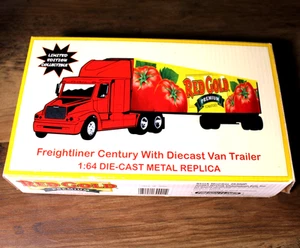 LIMITED
EDITION
COLLECTIBLE
RED GOLD
PREMIUM
Freightliner Century With Diecast Van Trailer
1:64 DIE-CAST METAL REPLICA
RED GOLD